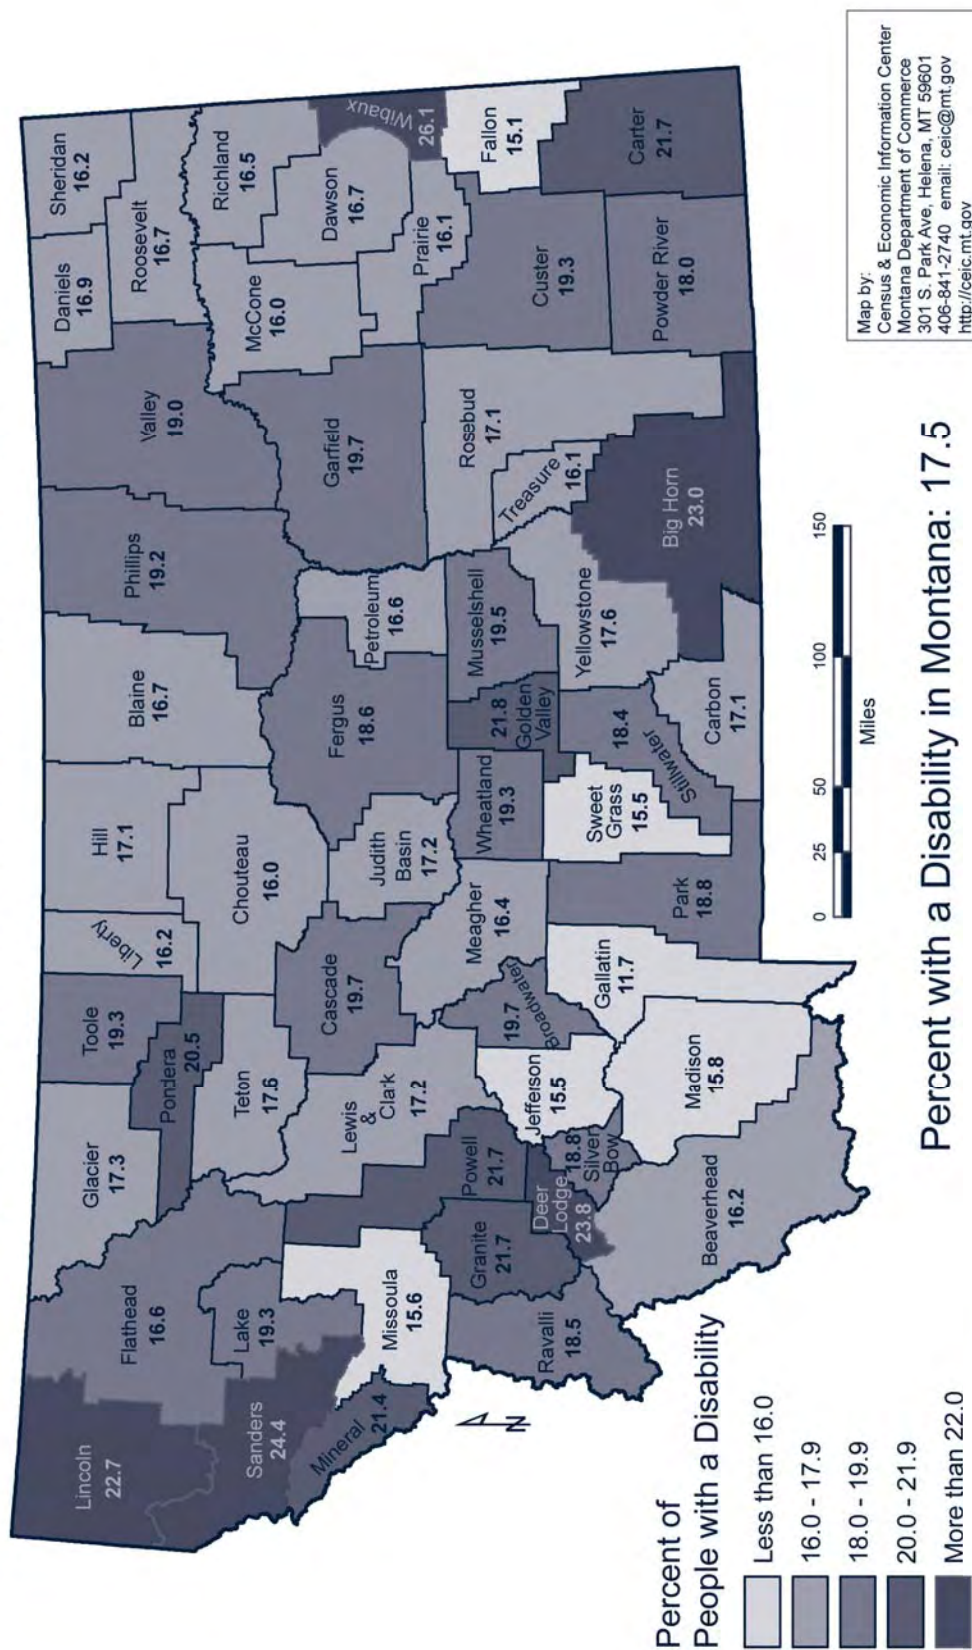 Lincoln
22.7
Flathead
16.6
Glacier
17.3
Toole
19.3
Liberty
16.2
Hill
17.1
Blaine
16.7
Phillips
19.2
Valley
19.0
Daniels
16.9
Sheridan
16.2
Roosevelt
16.7
Sanders
24.4
Lake
19.3
Pondera
20.5
Teton
17.6
Chouteau
16.0
Richland
16.5
McCone
16.0
Dawson
16.7
Wibaux
26.1
Garfield
19.7
Prairie
16.1
Mineral
21.4
Missoula
15.6
Powell
21.7
Lewis
&
Clark
17.2
Cascade
19.7
Judith
Basin
17.2
Fergus
18.6
Petroleum
16.6
Granite
21.7
Ravalli
18.5
Deer
Lodge
23.8
18.8
Silver
Bow
Jefferson
15.5
19.7
Broadwater
Meagher
16.4
Wheatland
19.3
21.8
Golden
Valley
Musselshell
19.5
Rosebud
17.1
Treasure
16.1
Custer
19.3
Fallon
15.1
Beaverhead
16.2
Madison
15.8
Gallatin
11.7
Park
18.8
Sweet
Grass
15.5
18.4
Stillwater
Yellowstone
17.6
Carbon
17.1
Big Horn
23.0
Powder River
18.0
Carter
21.7
N
Percent of
People with a Disability
Less than 16.0
16.0 - 17.9
18.0 - 19.9
20.0 - 21.9
More than 22.0
0 25 50 100 150
Miles
Percent with a Disability in Montana: 17.5
Map by:
Census & Economic Information Center
Montana Department of Commerce
301 S. Park Ave, Helena, MT 59601
406-841-2740 email: ceic@mt.gov
http://ceic.mt.gov